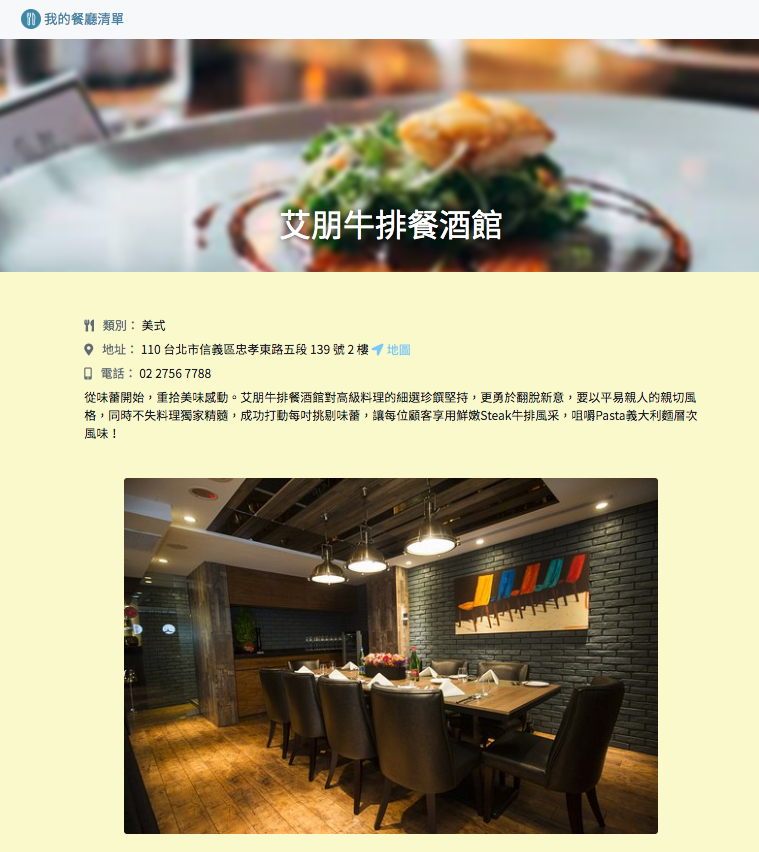 我的餐廳清單
艾朋牛排餐酒館
類別： 美式
地址： 110 台北市信義區忠孝東路五段 139 號 2 樓 地圖
電話： 02 2756 7788
從味蕾開始，重拾美味感動。艾朋牛排餐酒館對高級料理的細選珍饌堅持，更勇於翻脫新意，要以平易親人的親切風
格，同時不失料理獨家精髓，成功打動每吋挑剔味蕾，讓每位顧客享用鮮嫩Steak牛排風采，咀嚼Pasta義大利麵層次
風味！